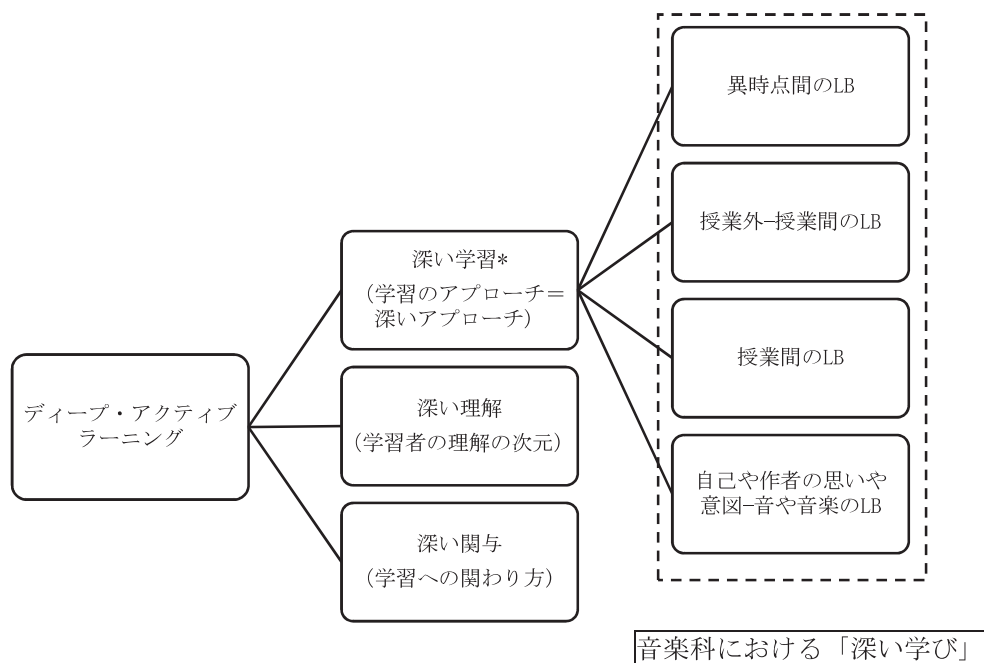 ディープ・アクティブ
ラーニング
深い学習*
(学習のアプローチ=
深いアプローチ)
深い理解
(学習者の理解の次元)
深い関与
(学習への関わり方)
異時点間のLB
授業外−授業間のLB
授業間のLB
自己や作者の思いや
意図−音や音楽のLB
音楽科における「深い学び」